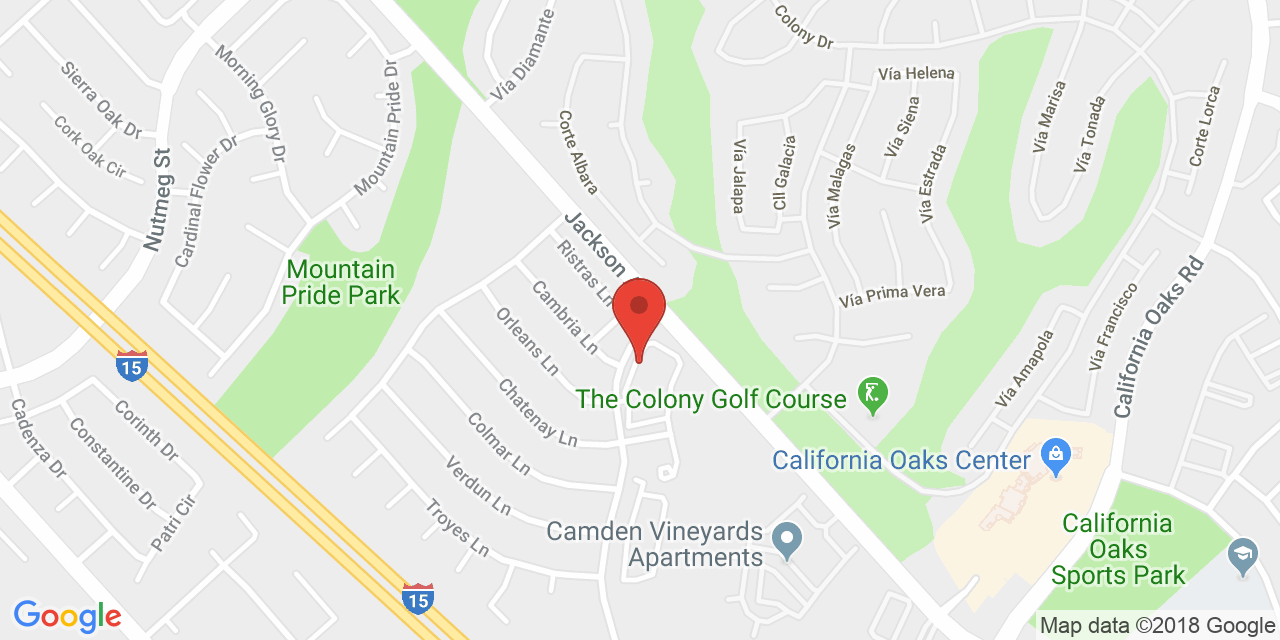 Colony Dr
Vía Diamante
Morning Glory Dr
Sierra Oak Dr
Cork Oak Cir
Mountain Pride Dr
Vía Helena
Vía Marisa
Vía Tonada
Corte Lorca
Corte Albara
Vía Siena
Vía Jalapa
Cll Galacía
Vía Malagas
Vía Estrada
Nutmeg St
Cardinal Flower Dr
Jackson
Ristras Ln
Mountain
Pride Park
Cambria Ln
Orleans Ln
Vía Prima Vera
Vía Francisco
California Oaks Rd
Vía Amapola
15
The Colony Golf Course
Chatenay Ln
Colmar Ln
Verdun Ln
Troyes Ln
Cadenza Dr
Constantine Dr
Corinth Dr
Patri Cir
California Oaks Center
Camden Vineyards
Apartments
California
Oaks
Sports Park
15
Google
Map data ©2018 Google